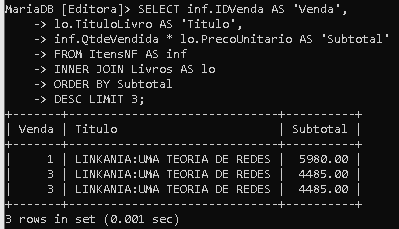 MariaDB [Editora]> SELECT inf.IDVenda AS 'Venda',
    -> lo.TituloLivro AS 'Titulo',
    -> inf.QtdeVendida * lo.PrecoUnitario AS 'Subtotal'
    -> FROM ItensNF AS inf
    -> INNER JOIN Livros AS lo
    -> ORDER BY Subtotal
    -> DESC LIMIT 3;
+-------+-------------------------------+----------+
| Venda | Titulo                        | Subtotal |
+-------+-------------------------------+----------+
|     1 | LINKANIA:UMA TEORIA DE REDES |  5980.00 |
|     3 | LINKANIA:UMA TEORIA DE REDES |  4485.00 |
|     3 | LINKANIA:UMA TEORIA DE REDES |  4485.00 |
+-------+-------------------------------+----------+
3 rows in set (0.001 sec)